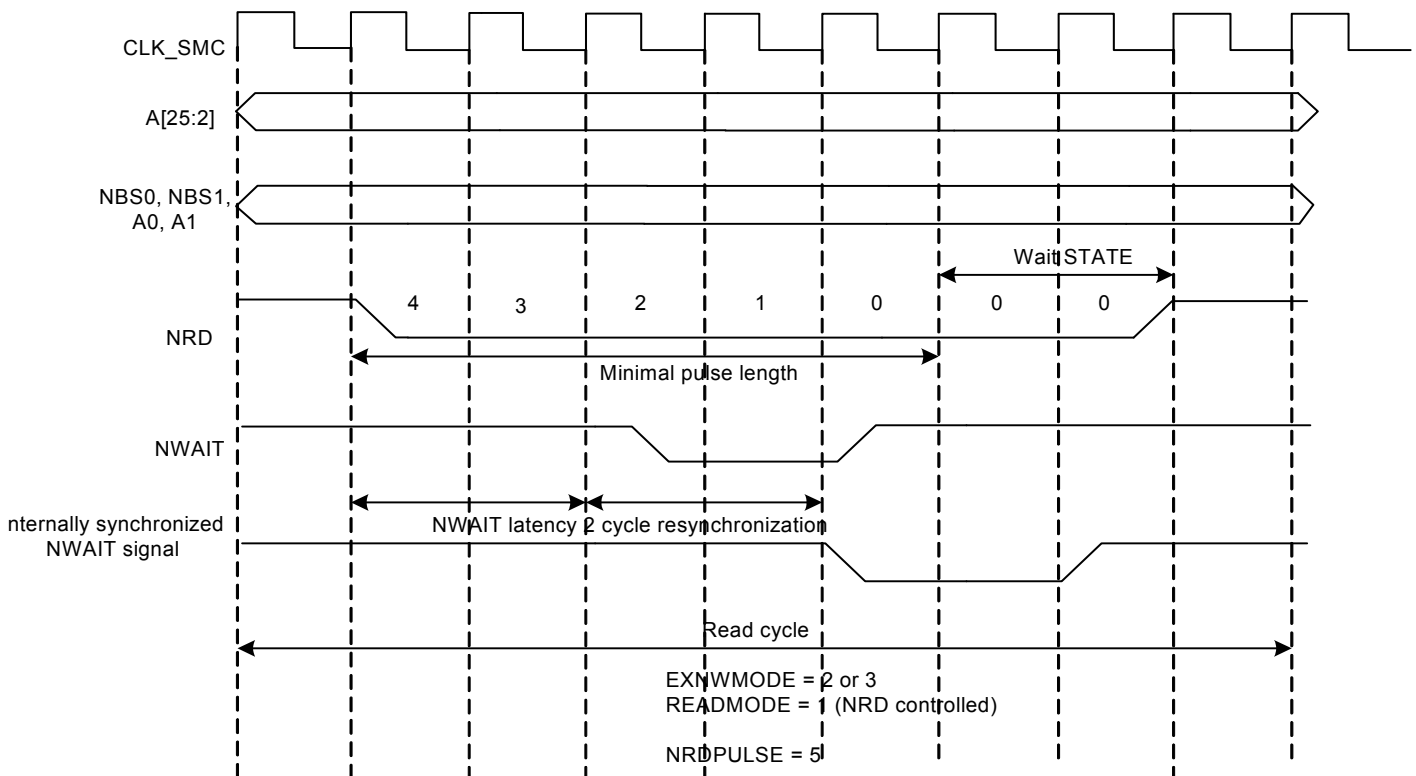 CLK_SMC
A[25:2]
NBS0, NBS1,
A0, A1
Wait STATE
4 3 2 1 0 0 0
NRD
Minimal pulse length
NWAIT
NWAIT latency 2 cycle resynchronization
nternally synchronized
NWAIT signal
Read cycle
EXNWMODE = 2 or 3
READMODE = 1 (NRD controlled)
NRDPULSE = 5